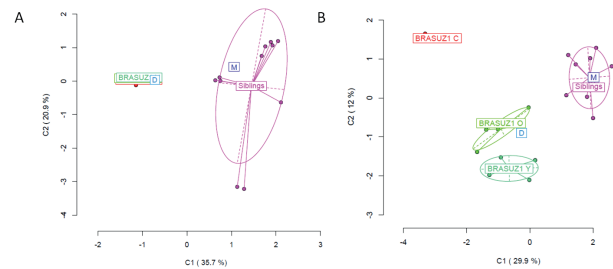 A
B
BRASUZ1
D
M
Siblings
C2 ( 20.9 % )
3
2
1
0
-1
-2
-3
-4
-2
-1
0
1
2
3
C1 ( 35.7 % )
BRASUZ1 C
M
Siblings
BRASUZ1 O
D
BRASUZ1 Y
C2 ( 12 % )
2
1
0
-1
-2
-3
-4
-2
0
2
C1 ( 29.9 % )